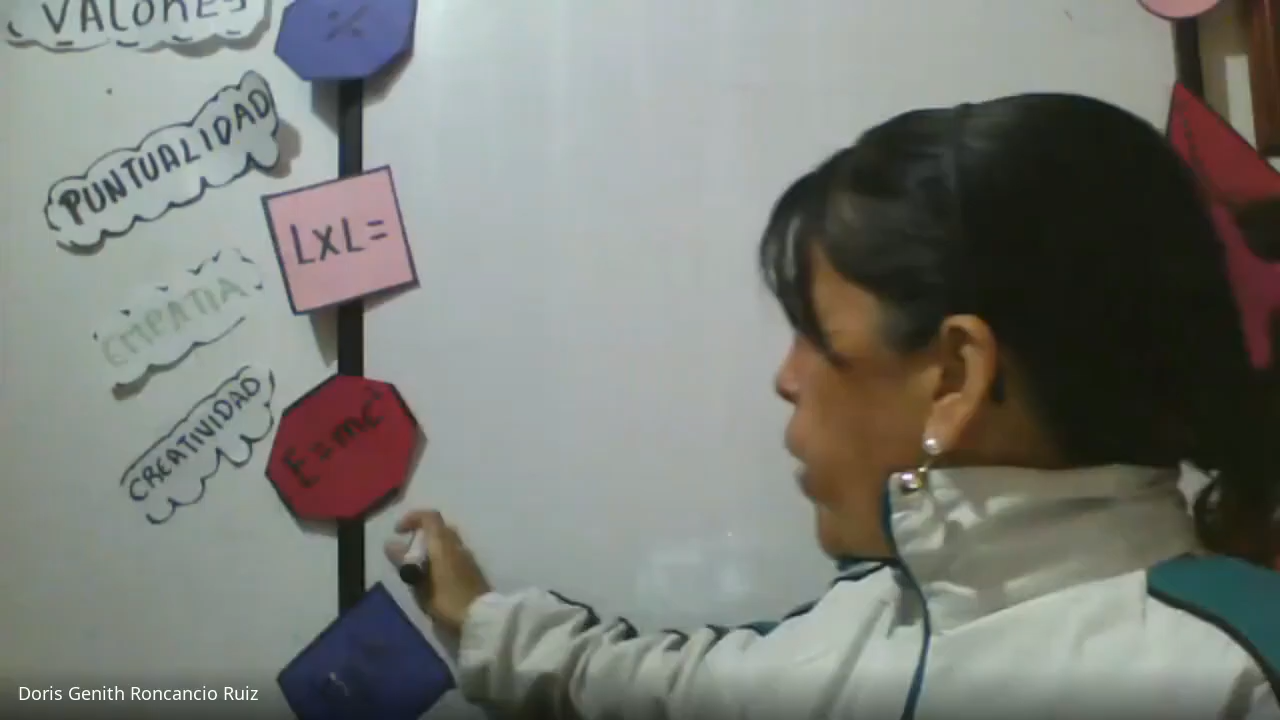 VALORES
PUNTUALIDAD
LXL=
EMPATIA
CREATIVIDAD
E=mc²
Doris Genith Roncancio Ruiz